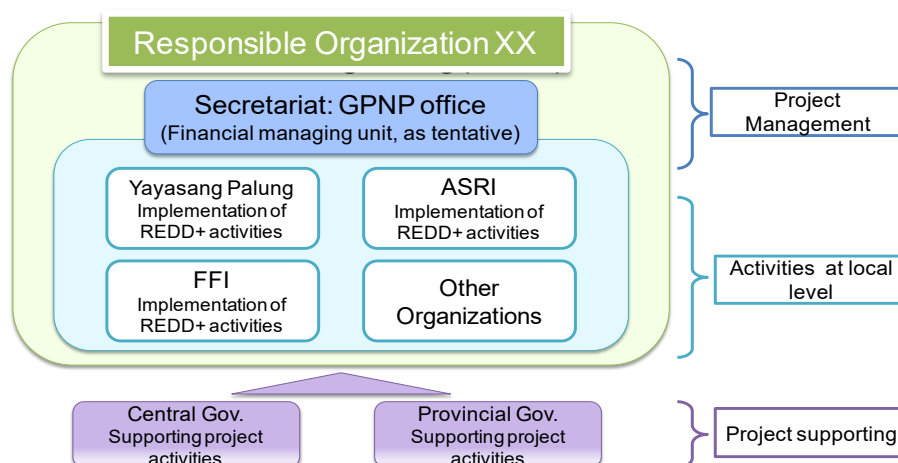 Responsible Organization XX
Secretariat: GPNP office
(Financial managing unit, as tentative)
Project
Management
Yayasang Palung
Implementation of
REDD+ activities
ASRI
Implementation of
REDD+ activities
FFI
Implementation of
REDD+ activities
Other
Organizations
Activities at local
level
Central Gov.
Supporting project
activities
Provincial Gov.
Supporting project
activities
Project supporting